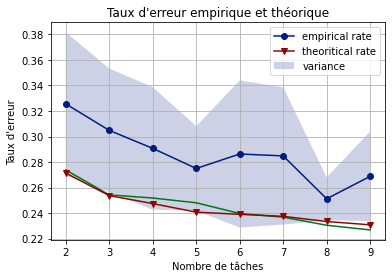 Taux d'erreur empirique et théorique
Taux d'erreur
0.38
0.36
0.34
0.32
0.30
0.28
0.26
0.24
0.22
empirical rate
theoritical rate
variance
2 3 4 5 6 7 8 9
Nombre de tâches